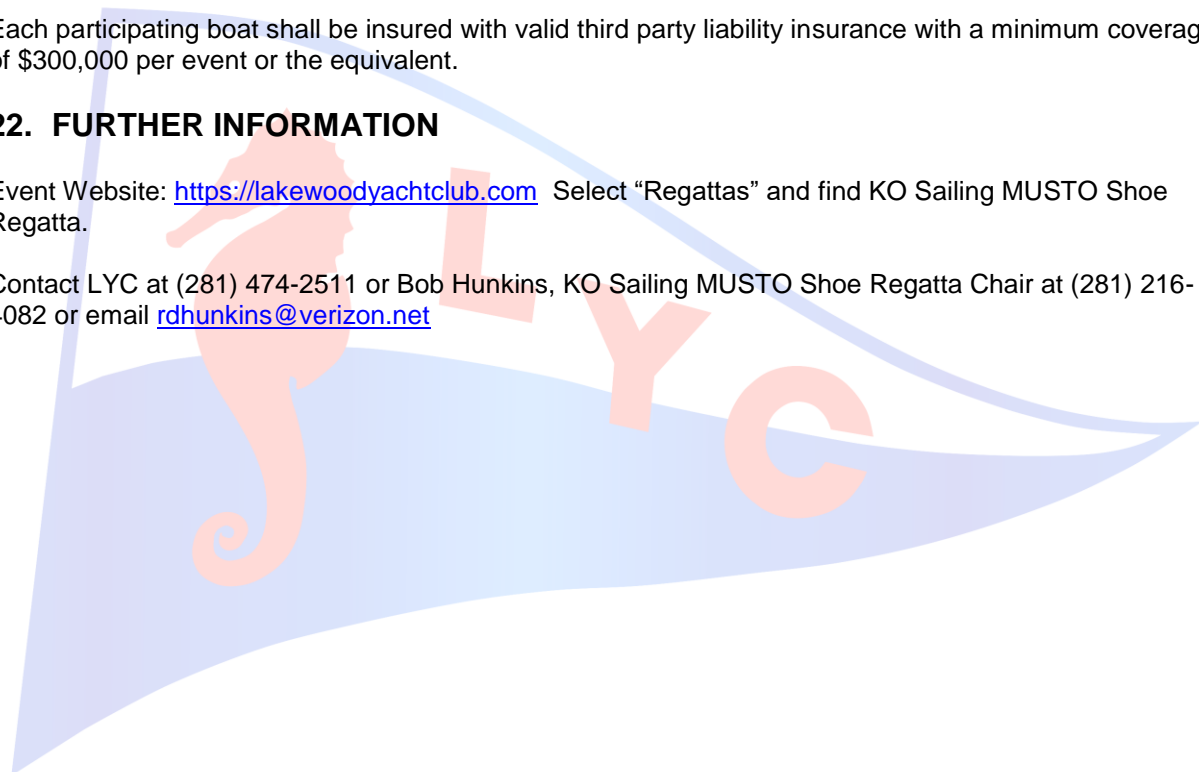 Each participating boat shall be insured with valid third party liability insurance with a minimum coverag
of $300,000 per event or the equivalent.
22. FURTHER INFORMATION
Event Website: https://lakewoodyachtclub.com Select “Regattas” and find KO Sailing MUSTO Shoe
Regatta.
Contact LYC at (281) 474-2511 or Bob Hunkins, KO Sailing MUSTO Shoe Regatta Chair at (281) 216-
4082 or email rdhunkins@verizon.net
LYC